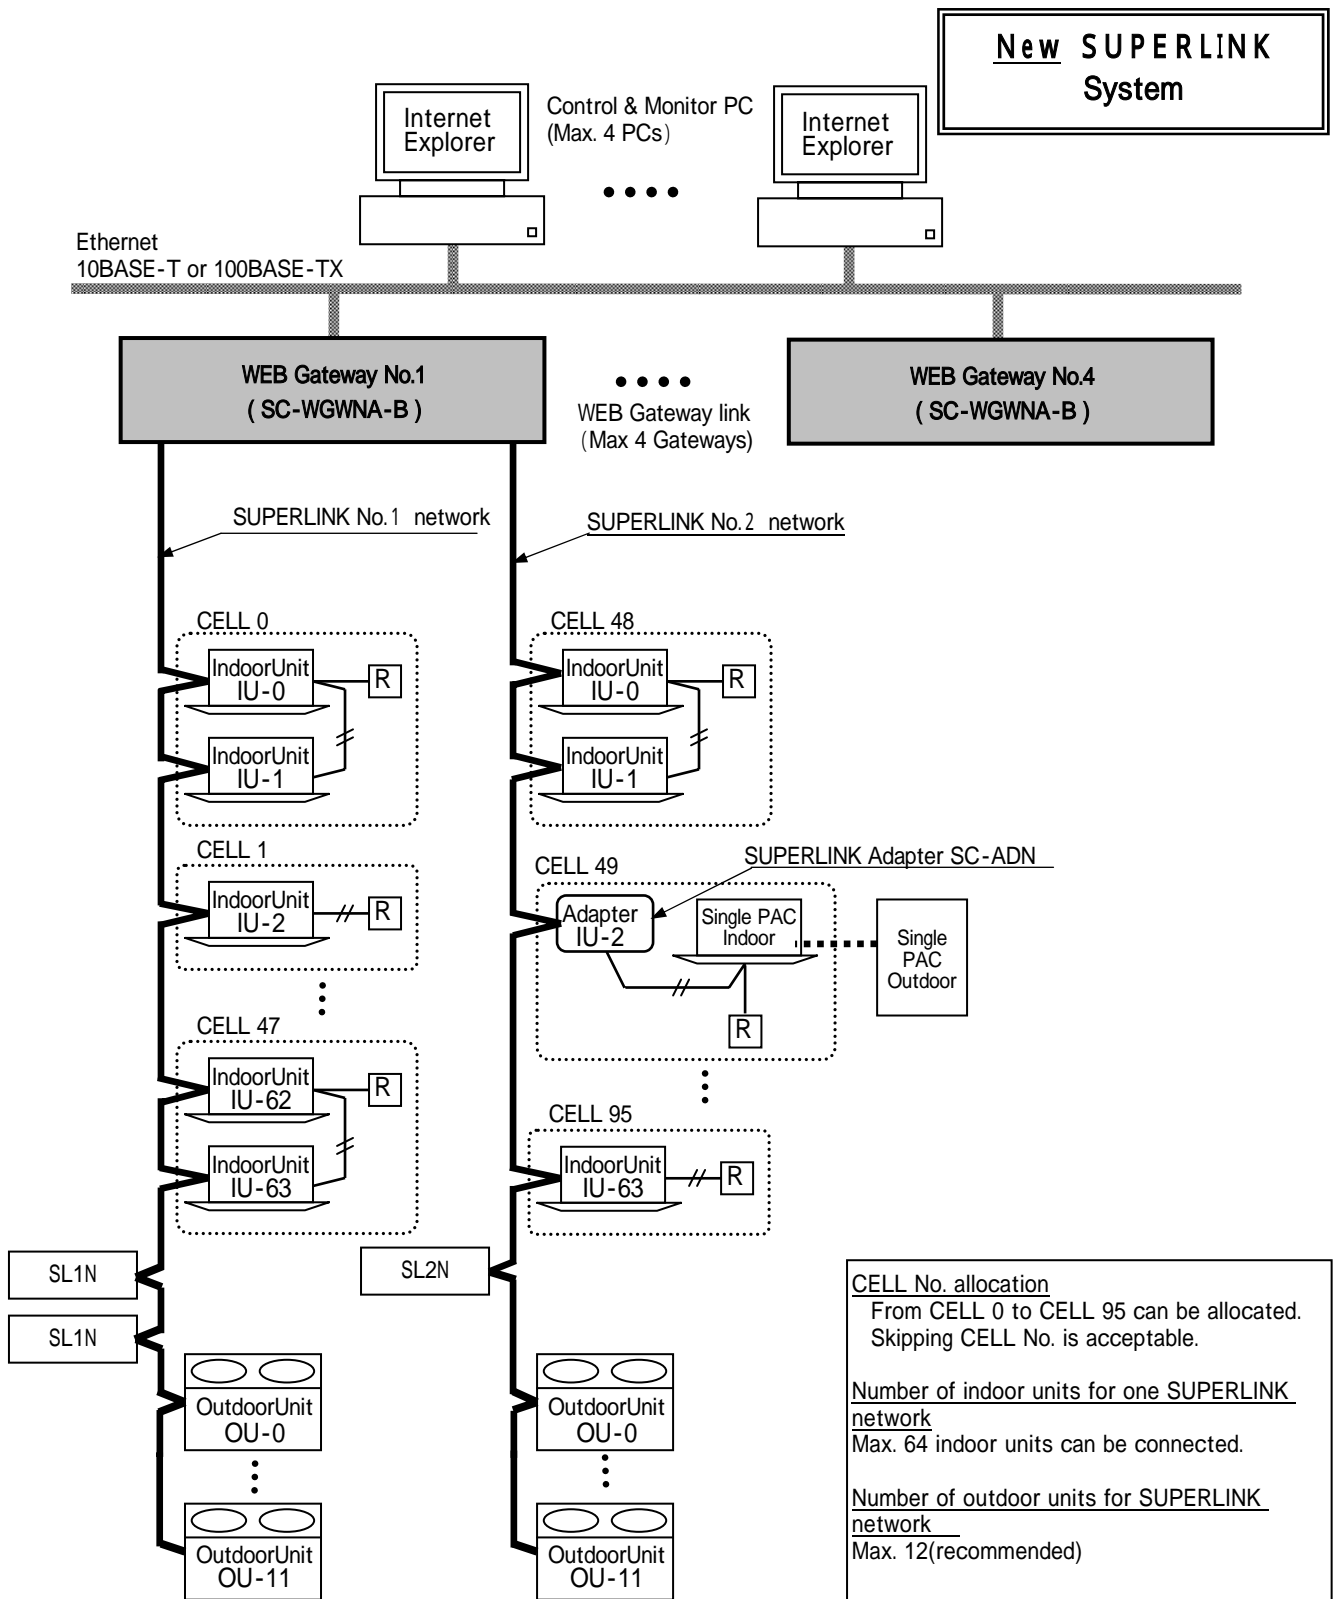 New SUPERLINK
System
Internet
Explorer
Control & Monitor PC
(Max. 4 PCs)
Internet
Explorer
Ethernet
10BASE-T or 100BASE-TX
WEB Gateway No.1
( SC-WGWNA-B )
WEB Gateway link
(Max 4 Gateways)
WEB Gateway No.4
( SC-WGWNA-B )
SUPERLINK No.1 network
SUPERLINK No.2 network
CELL 0
IndoorUnit
IU-0
R
IndoorUnit
IU-1
CELL 48
IndoorUnit
IU-0
R
IndoorUnit
IU-1
CELL 1
IndoorUnit
IU-2
R
CELL 49
SUPERLINK Adapter SC-ADN
Adapter
IU-2
Single PAC
Indoor
R
Single
PAC
Outdoor
CELL 47
IndoorUnit
IU-62
R
IndoorUnit
IU-63
CELL 95
IndoorUnit
IU-63
R
SL1N
SL1N
SL2N
OutdoorUnit
OU-0
OutdoorUnit
OU-11
OutdoorUnit
OU-0
OutdoorUnit
OU-11
CELL No. allocation
From CELL 0 to CELL 95 can be allocated.
Skipping CELL No. is acceptable.
Number of indoor units for one SUPERLINK
network
Max. 64 indoor units can be connected.
Number of outdoor units for SUPERLINK
network
Max. 12(recommended)